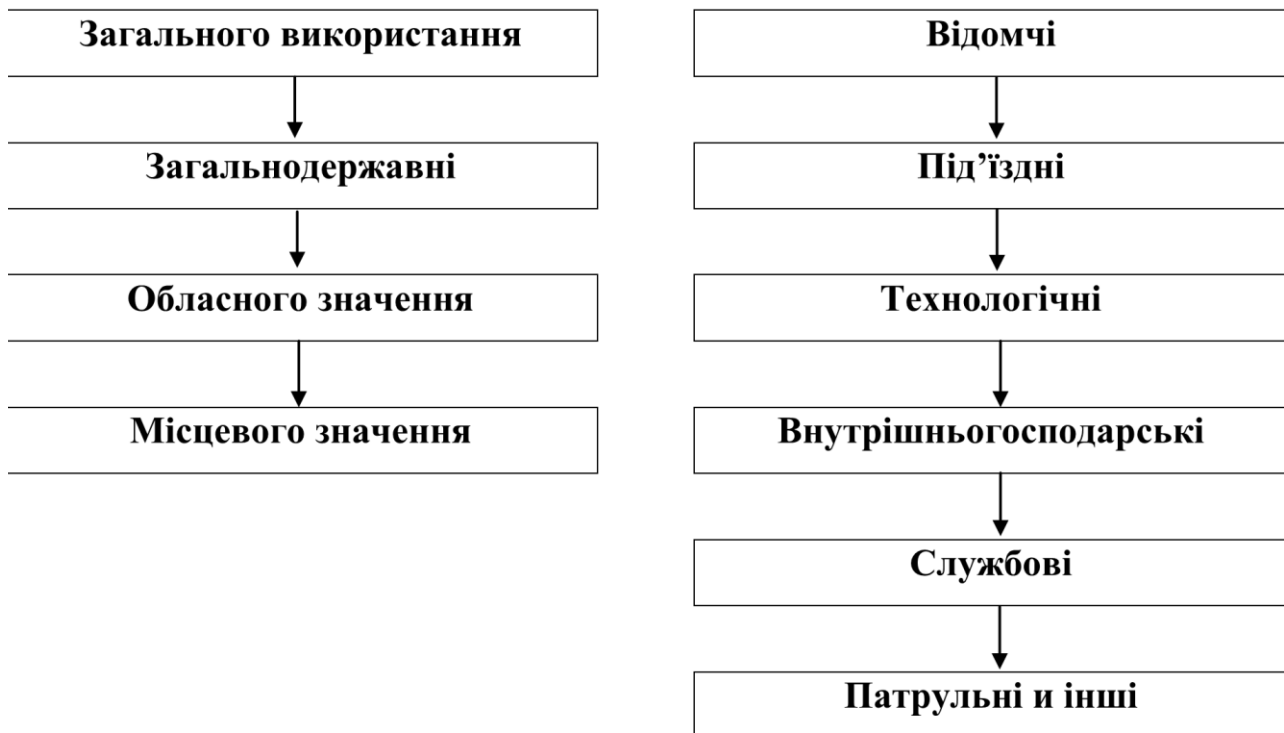 Загального використання
Загальнодержавні
Обласного значення
Місцевого значення
Відомчі
Під’їздні
Технологічні
Внутрішньогосподарські
Службові
Патрульні и інші